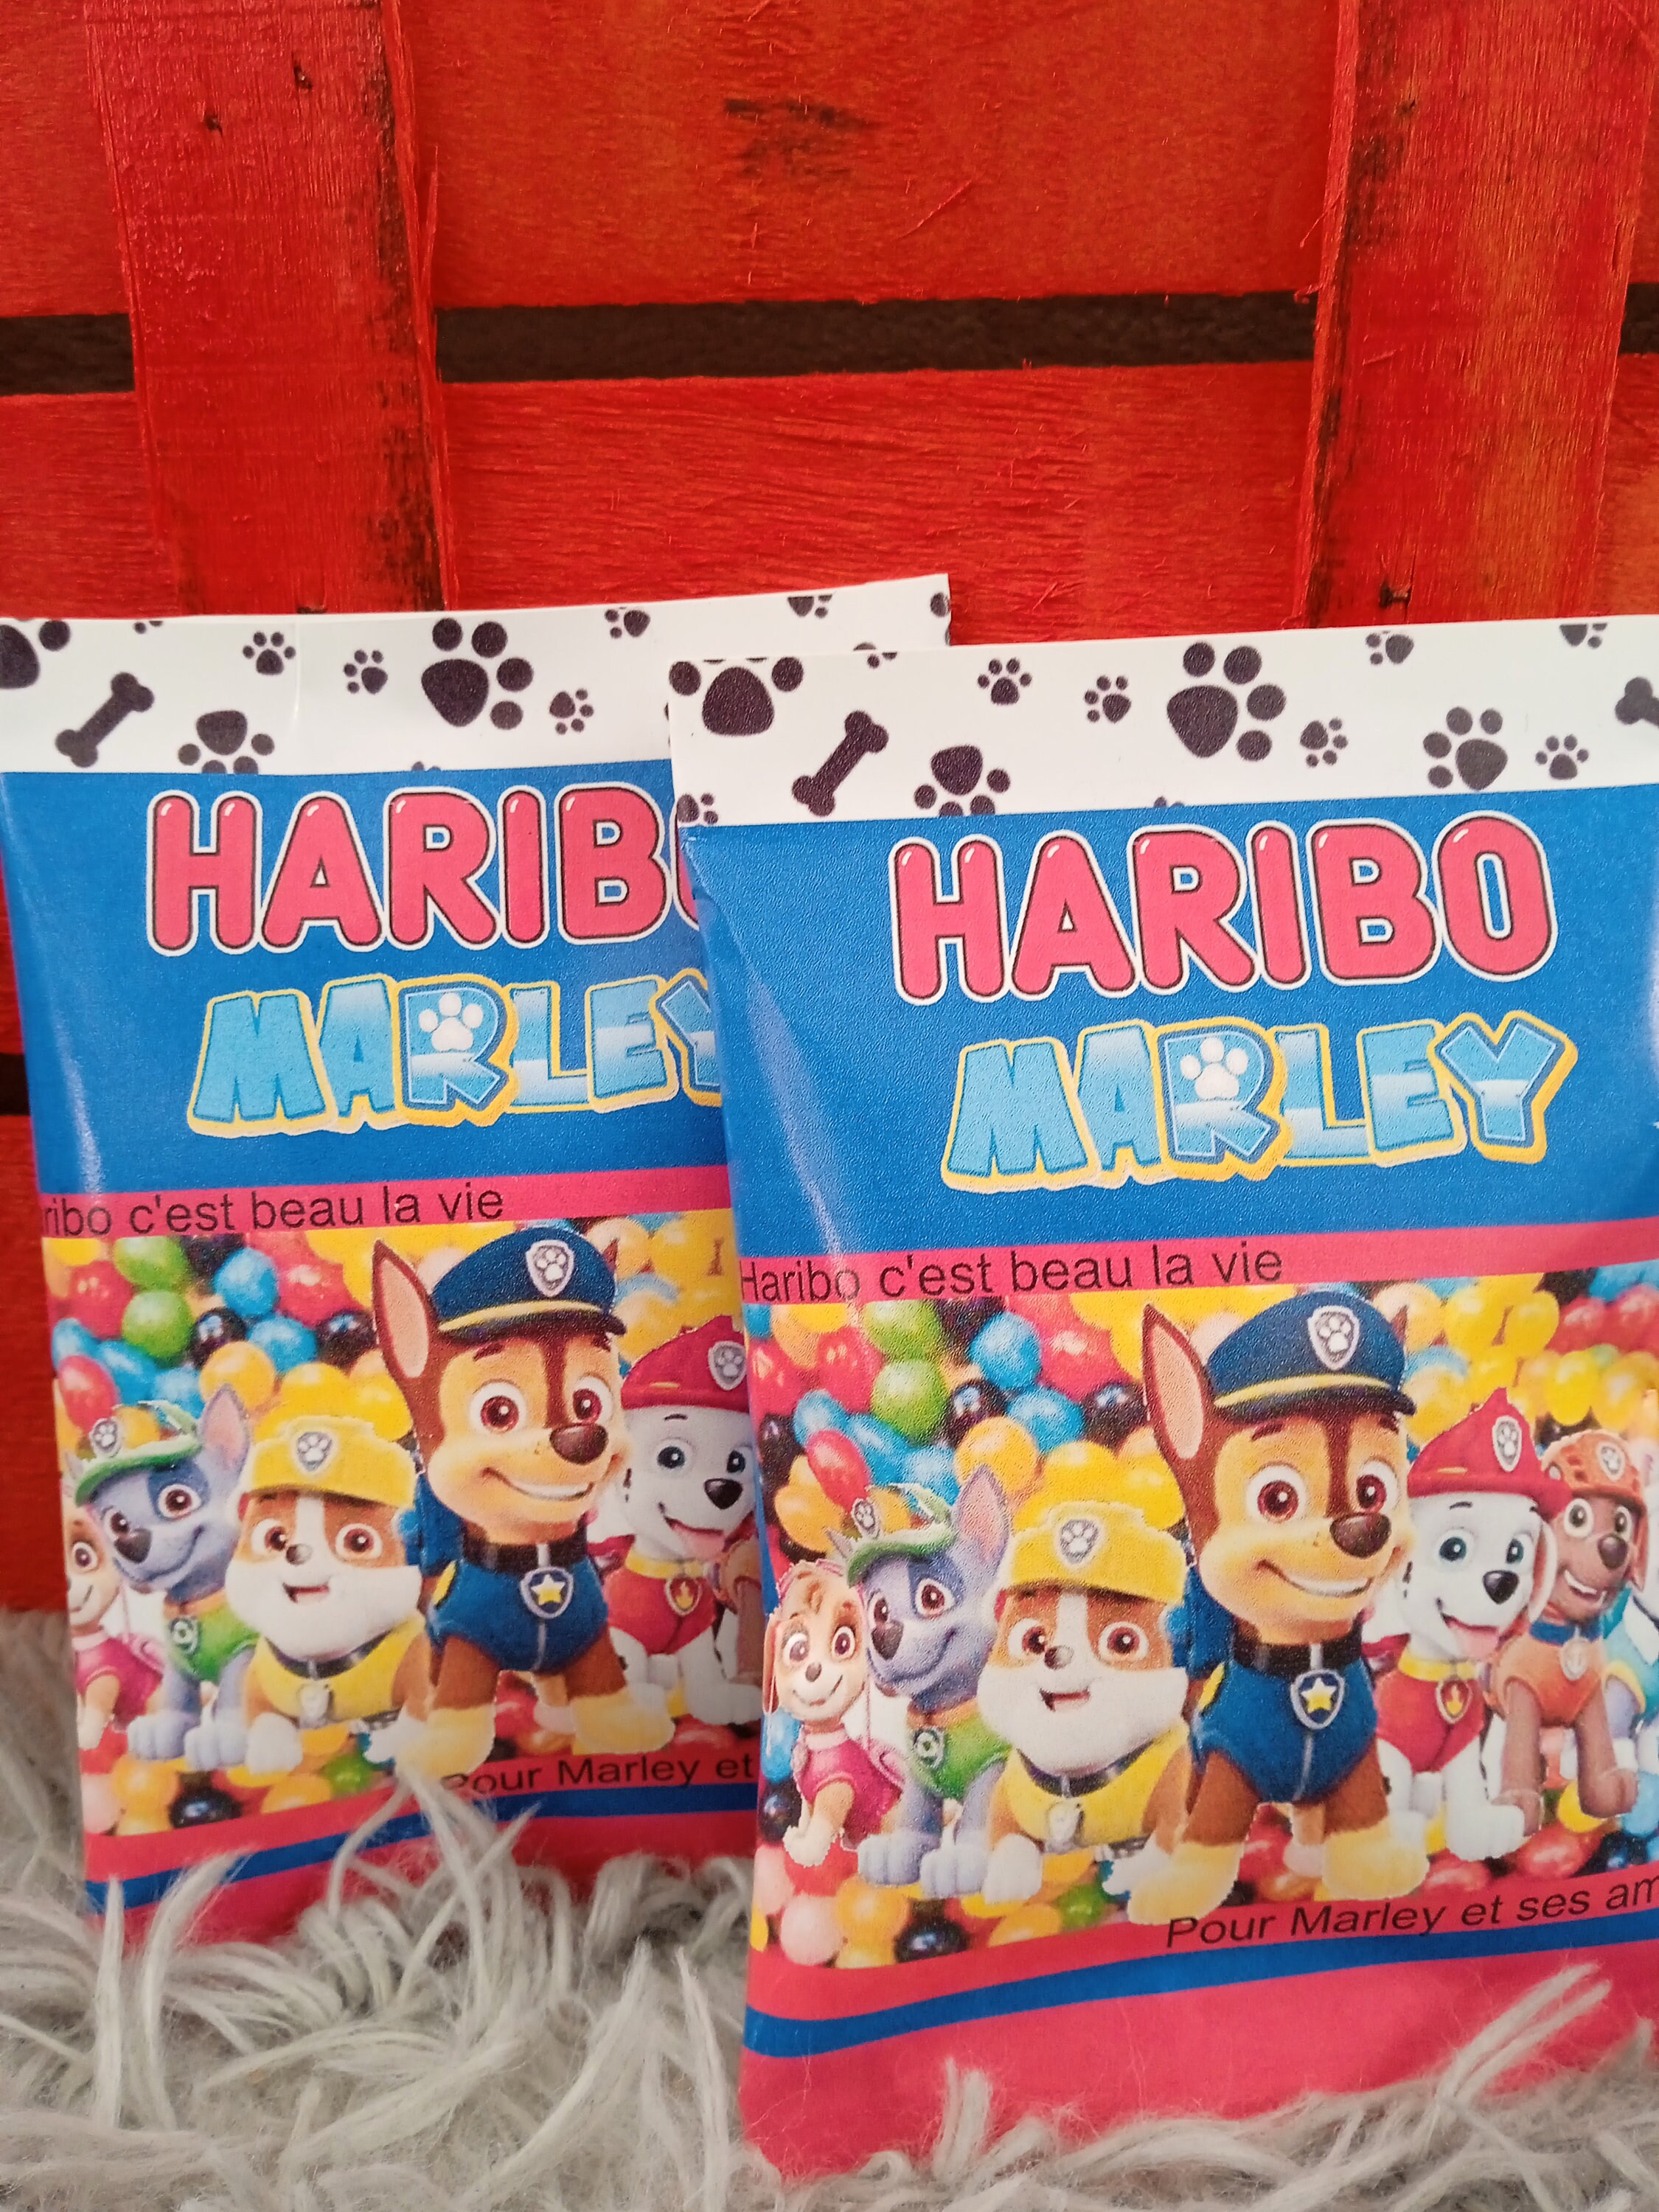 HARIB
MARLEY
ribo c'est beau la vie
Pour Marley et
HARIBO
MARLEY
Haribo c'est beau la vie
Pour Marley et ses am